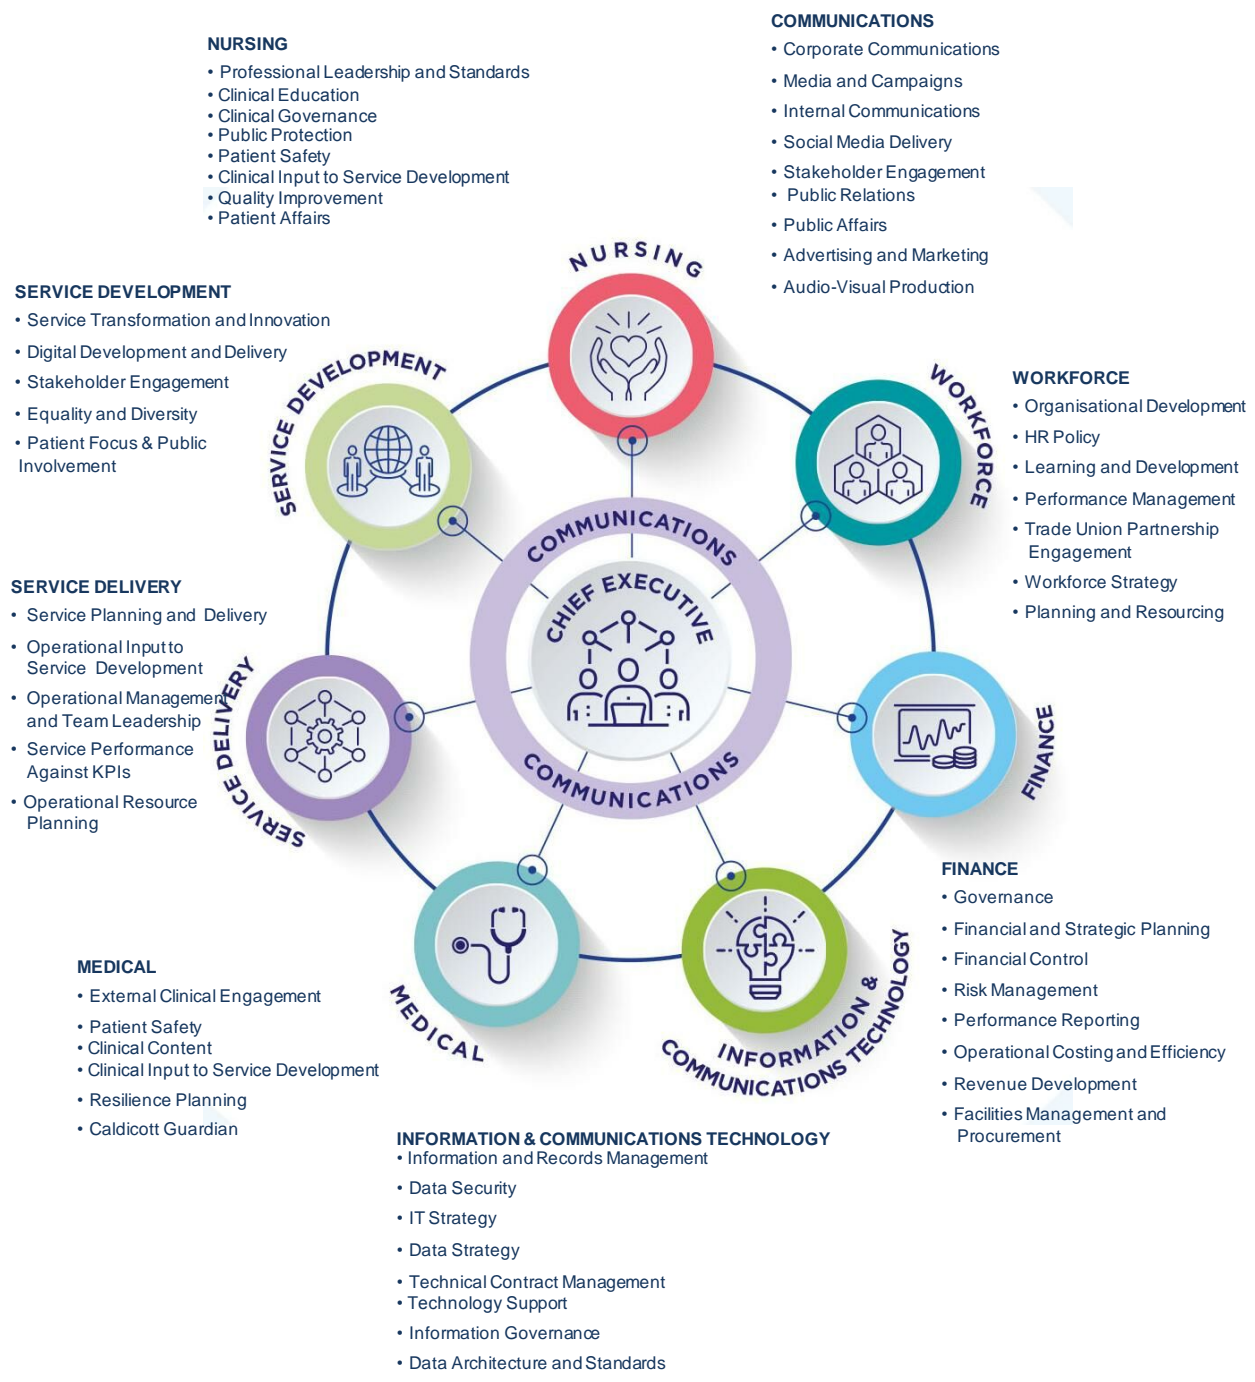 COMMUNICATIONS
• Corporate Communications
• Media and Campaigns
• Internal Communications
• Social Media Delivery
• Stakeholder Engagement
• Public Relations
• Public Affairs
• Advertising and Marketing
• Audio-Visual Production
NURSING
• Professional Leadership and Standards
• Clinical Education
• Clinical Governance
• Public Protection
• Patient Safety
• Clinical Input to Service Development
• Quality Improvement
• Patient Affairs
SERVICE DEVELOPMENT
• Service Transformation and Innovation
• Digital Development and Delivery
• Stakeholder Engagement
• Equality and Diversity
• Patient Focus & Public
Involvement
WORKFORCE
• Organisational Development
• HR Policy
• Learning and Development
• Performance Management
• Trade Union Partnership
Engagement
• Workforce Strategy
• Planning and Resourcing
SERVICE DELIVERY
• Service Planning and Delivery
• Operational Input to
Service Development
• Operational Management
and Team Leadership
• Service Performance
Against KPIs
• Operational Resource
Planning
NURSING
SERVICE DEVELOPMENT
WORKFORCE
COMMUNICATIONS
CHIEF EXECUTIVE
COMMUNICATIONS
SERVICE DELIVERY
FINANCE
MEDICAL
INFORMATION &
COMMUNICATIONS TECHNOLOGY
FINANCE
• Governance
• Financial and Strategic Planning
• Financial Control
• Risk Management
• Performance Reporting
• Operational Costing and Efficiency
• Revenue Development
• Facilities Management and
Procurement
MEDICAL
• External Clinical Engagement
• Patient Safety
• Clinical Content
• Clinical Input to Service Development
• Resilience Planning
• Caldicott Guardian
INFORMATION & COMMUNICATIONS TECHNOLOGY
• Information and Records Management
• Data Security
• IT Strategy
• Data Strategy
• Technical Contract Management
• Technology Support
• Information Governance
• Data Architecture and Standards